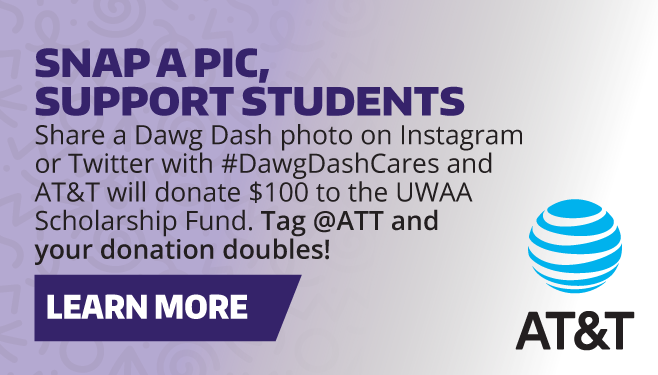 SNAP A PIC,
SUPPORT STUDENTS
Share a Dawg Dash photo on Instagram
or Twitter with #DawgDashCares and
AT&T will donate $100 to the UWAA
Scholarship Fund. Tag @ATT and
your donation doubles!
LEARN MORE
AT&T